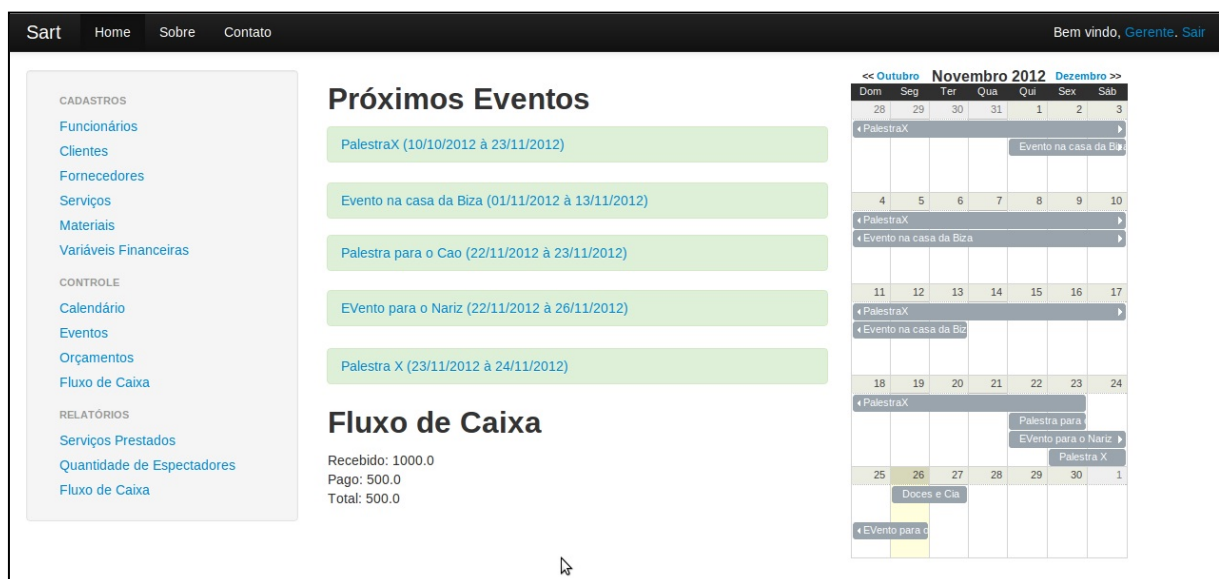 Sart Home Sobre Contato Bem vindo, Gerente. Sair
CADASTROS
Funcionários
Clientes
Fornecedores
Serviços
Materiais
Variáveis Financeiras
CONTROLE
Calendário
Eventos
Orçamentos
Fluxo de Caixa
RELATÓRIOS
Serviços Prestados
Quantidade de Espectadores
Fluxo de Caixa
Próximos Eventos
PalestraX (10/10/2012 à 23/11/2012)
Evento na casa da Biza (01/11/2012 à 13/11/2012)
Palestra para o Cao (22/11/2012 à 23/11/2012)
EVento para o Nariz (22/11/2012 à 26/11/2012)
Palestra X (23/11/2012 à 24/11/2012)
Fluxo de Caixa
Recebido: 1000.0
Pago: 500.0
Total: 500.0
<< Outubro Novembro 2012 Dezembro >>
Dom Seg Ter Qua Qui Sex Sáb
28 29 30 31 1 2 3
PalestraX
Evento na casa da Biza
4 5 6 7 8 9 10
PalestraX
Evento na casa da Biza
11 12 13 14 15 16 17
PalestraX
Evento na casa da Biz
18 19 20 21 22 23 24
PalestraX
Palestra para
EVento para o Nariz
Palestra X
25 26 27 28 29 30 1
Doces e Cia
EVento para o